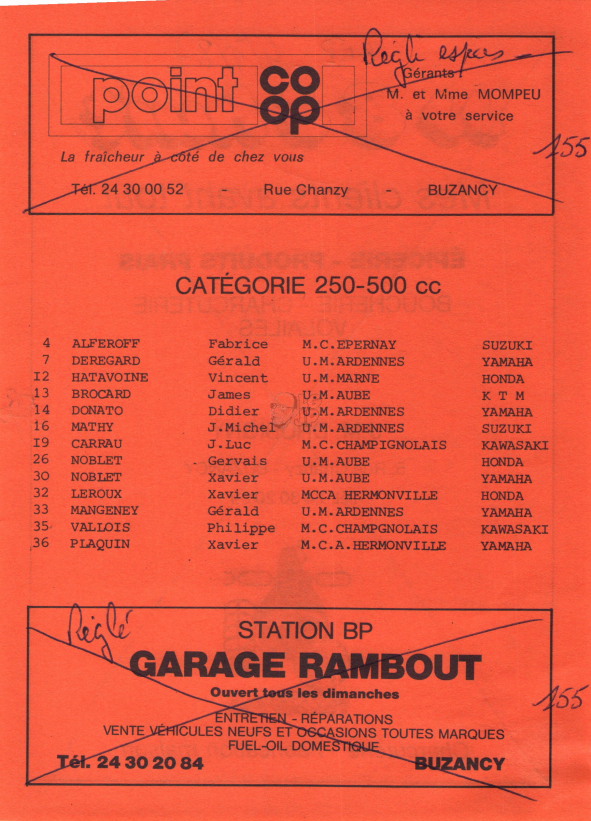 Réglé espèces
point CO OP
Gérants :
M. et Mme MOMPEU
à votre service
155
La fraîcheur à côté de chez vous
Tél. 24 30 00 52 Rue Chanzy - BUZANCY
CATÉGORIE 250-500 cc
4 ALFEROFF Fabrice M.C.EPERNAY SUZUKI
7 DEREGARD Gérald U.M.ARDENNES YAMAHA
I2 HATAVOINE Vincent U.M.MARNE HONDA
13 BROCARD James U.M.AUBE K T M
14 DONATO Didier U.M.ARDENNES YAMAHA
16 MATHY J.Michel U.M.ARDENNES SUZUKI
I9 CARRAU J.Luc M.C.CHAMPIGNOLAIS KAWASAKI
26 NOBLET Gervais U.M.AUBE HONDA
30 NOBLET Xavier U.M.AUBE YAMAHA
32 LEROUX Xavier MCCA HERMONVILLE HONDA
33 MANGENEY Gérald U.M.ARDENNES YAMAHA
35 VALLOIS Philippe M.C.CHAMPGNOLAIS KAWASAKI
36 PLAQUIN Xavier M.C.A.HERMONVILLE YAMAHA
Réglé
STATION BP
GARAGE RAMBOUT
Ouvert tous les dimanches
155
ENTRETIEN - RÉPARATIONS
VENTE VÉHICULES NEUFS ET OCCASIONS TOUTES MARQUES
FUEL-OIL DOMESTIQUE
Tél. 24 30 20 84 BUZANCY